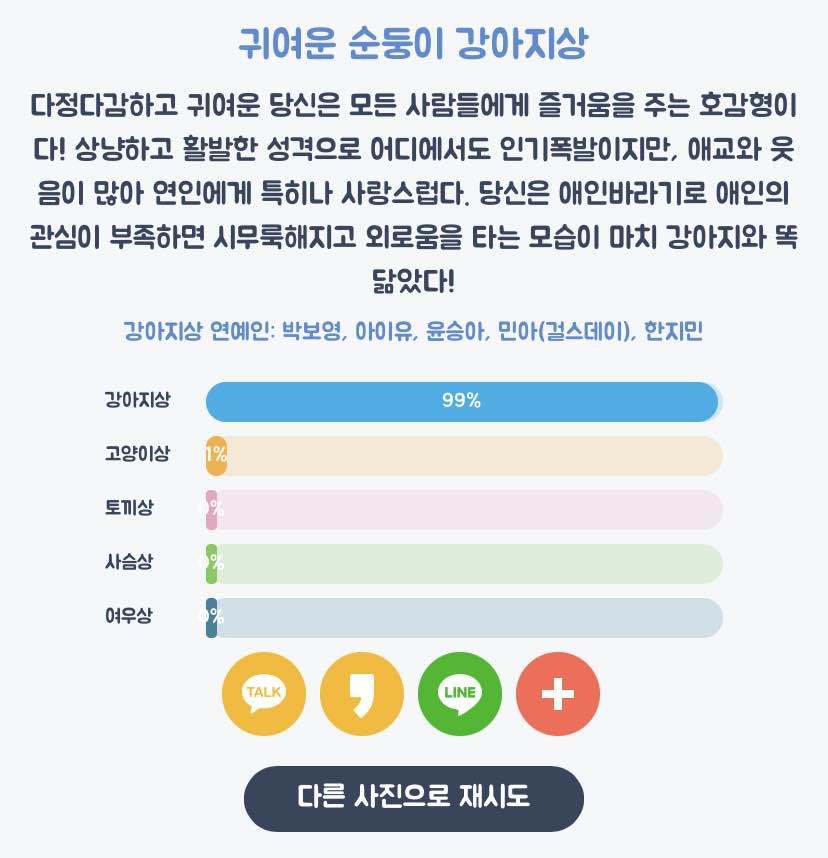 귀여운 순둥이 강아지상
다정다감하고 귀여운 당신은 모든 사람들에게 즐거움을 주는 호감형이
다! 상냥하고 활발한 성격으로 어디에서도 인기폭발이지만, 애교와 웃
음이 많아 연인에게 특히나 사랑스럽다. 당신은 애인바라기로 애인의
관심이 부족하면 시무룩해지고 외로움을 타는 모습이 마치 강아지와 똑
닮았다!
강아지상 연예인: 박보영, 아이유, 윤승아, 민아(걸스데이), 한지민
강아지상 99%
고양이상 1%
토끼상 0%
사슴상 0%
여우상 0%
TALK LINE
다른 사진으로 재시도